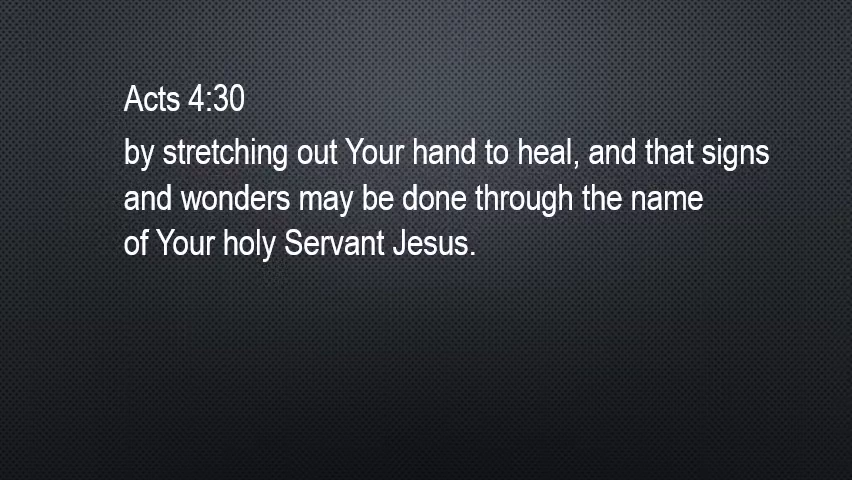 Acts 4:30
by stretching out Your hand to heal, and that signs
and wonders may be done through the name
of Your holy Servant Jesus.